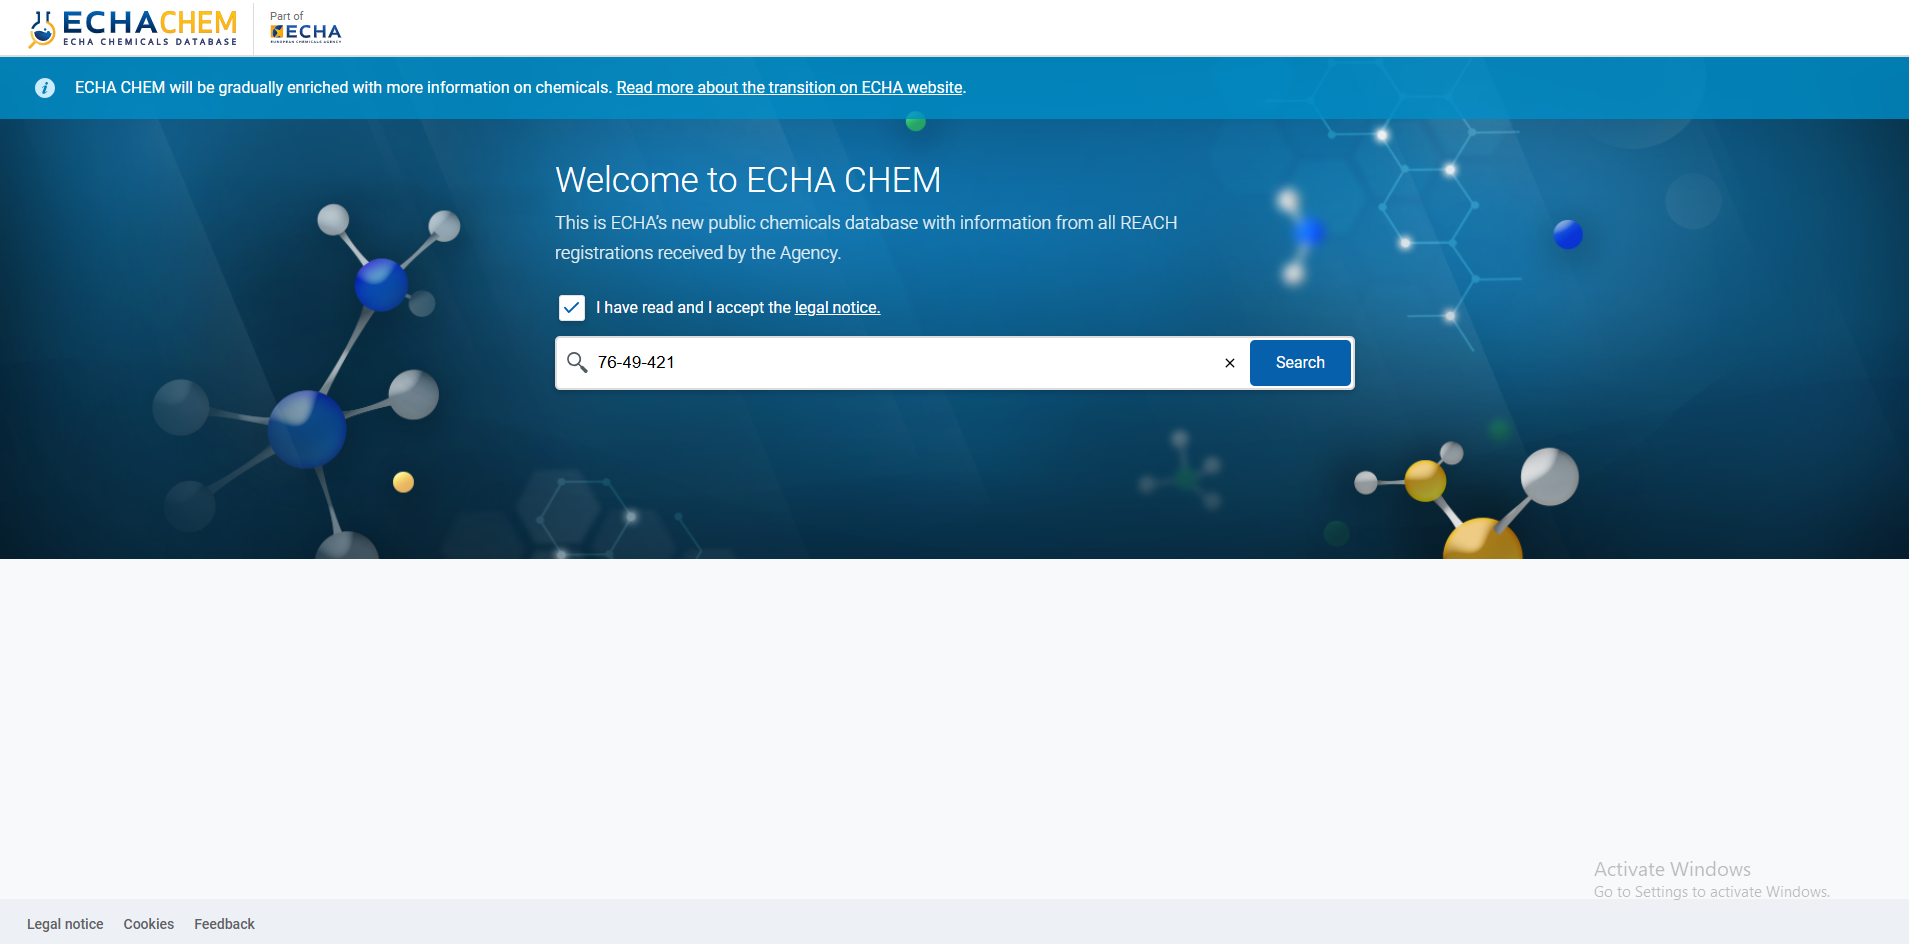 ECHACHEM
ECHA CHEMICALS DATABASE
Part of
ECHA
EUROPEAN CHEMICALS AGENCY
ECHA CHEM will be gradually enriched with more information on chemicals. Read more about the transition on ECHA website.
Welcome to ECHA CHEM
This is ECHA's new public chemicals database with information from all REACH
registrations received by the Agency.
I have read and I accept the legal notice.
76-49-421
Search
Activate Windows
Go to Settings to activate Windows.
Legal notice Cookies Feedback